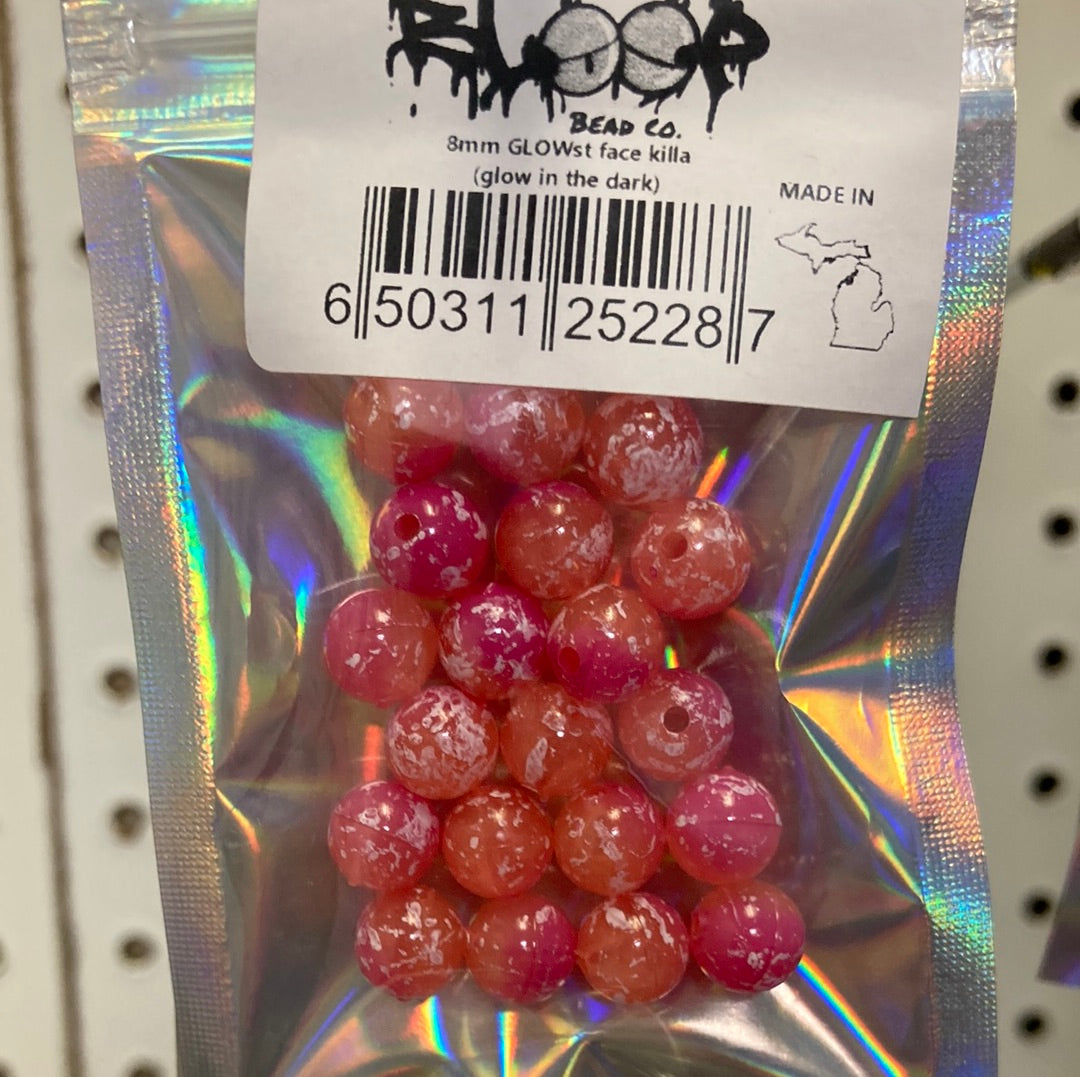 BLOOP
BEAD CO.
8mm GLOWst face killa
(glow in the dark)
MADE IN
6 50311 25228 7